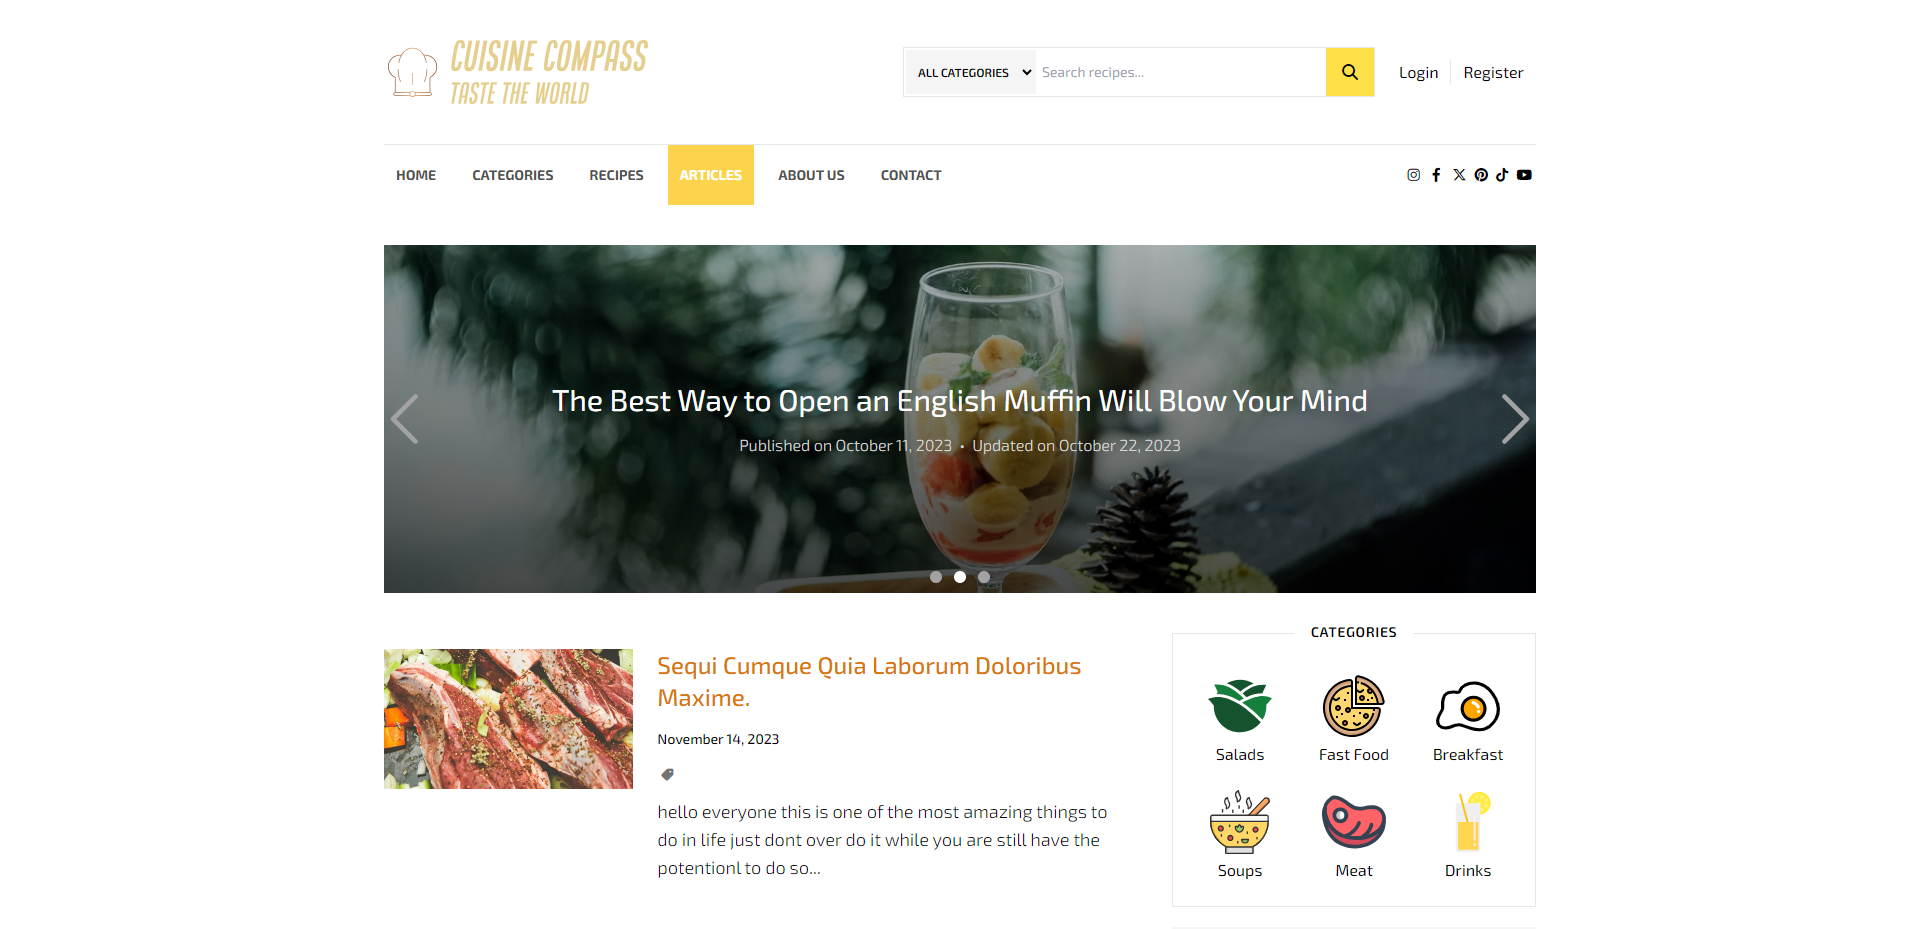 CUISINE COMPASS
TASTE THE WORLD
ALL CATEGORIES
Search recipes...
Login
Register
HOME
CATEGORIES
RECIPES
ARTICLES
ABOUT US
CONTACT
The Best Way to Open an English Muffin Will Blow Your Mind
Published on October 11, 2023 • Updated on October 22, 2023
Sequi Cumque Quia Laborum Doloribus
Maxime.
November 14, 2023
hello everyone this is one of the most amazing things to
do in life just dont over do it while you are still have the
potentionl to do so...
CATEGORIES
Salads
Fast Food
Breakfast
Soups
Meat
Drinks